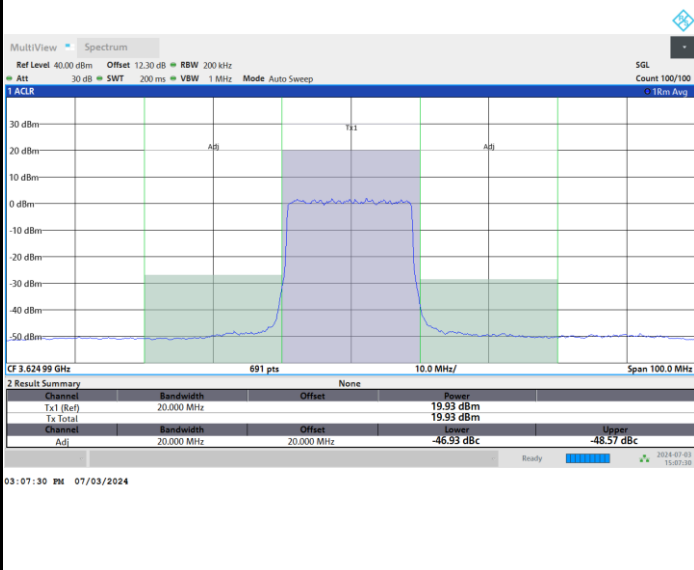 MultiView Spectrum
Ref Level 40.00 dBm Offset 12.30 dB RBW 200 kHz SGL
Att 30 dB SWT 200 ms VBW 1 MHz Mode Auto Sweep Count 100/100
1 ACLR 1Rm Avg
Tx1
Adj Adj
30 dBm
20 dBm
10 dBm
0 dBm
-10 dBm
-20 dBm
-30 dBm
-40 dBm
-50 dBm
CF 3.624 99 GHz 691 pts 10.0 MHz/ Span 100.0 MHz
2 Result Summary None
Channel Bandwidth Offset Power
Tx1 (Ref) 20.000 MHz 19.93 dBm
Tx Total 19.93 dBm
Channel Bandwidth Offset Lower Upper
Adj 20.000 MHz 20.000 MHz -46.93 dBc -48.57 dBc
Ready 2024-07-03
15:07:30
03:07:30 PM 07/03/2024